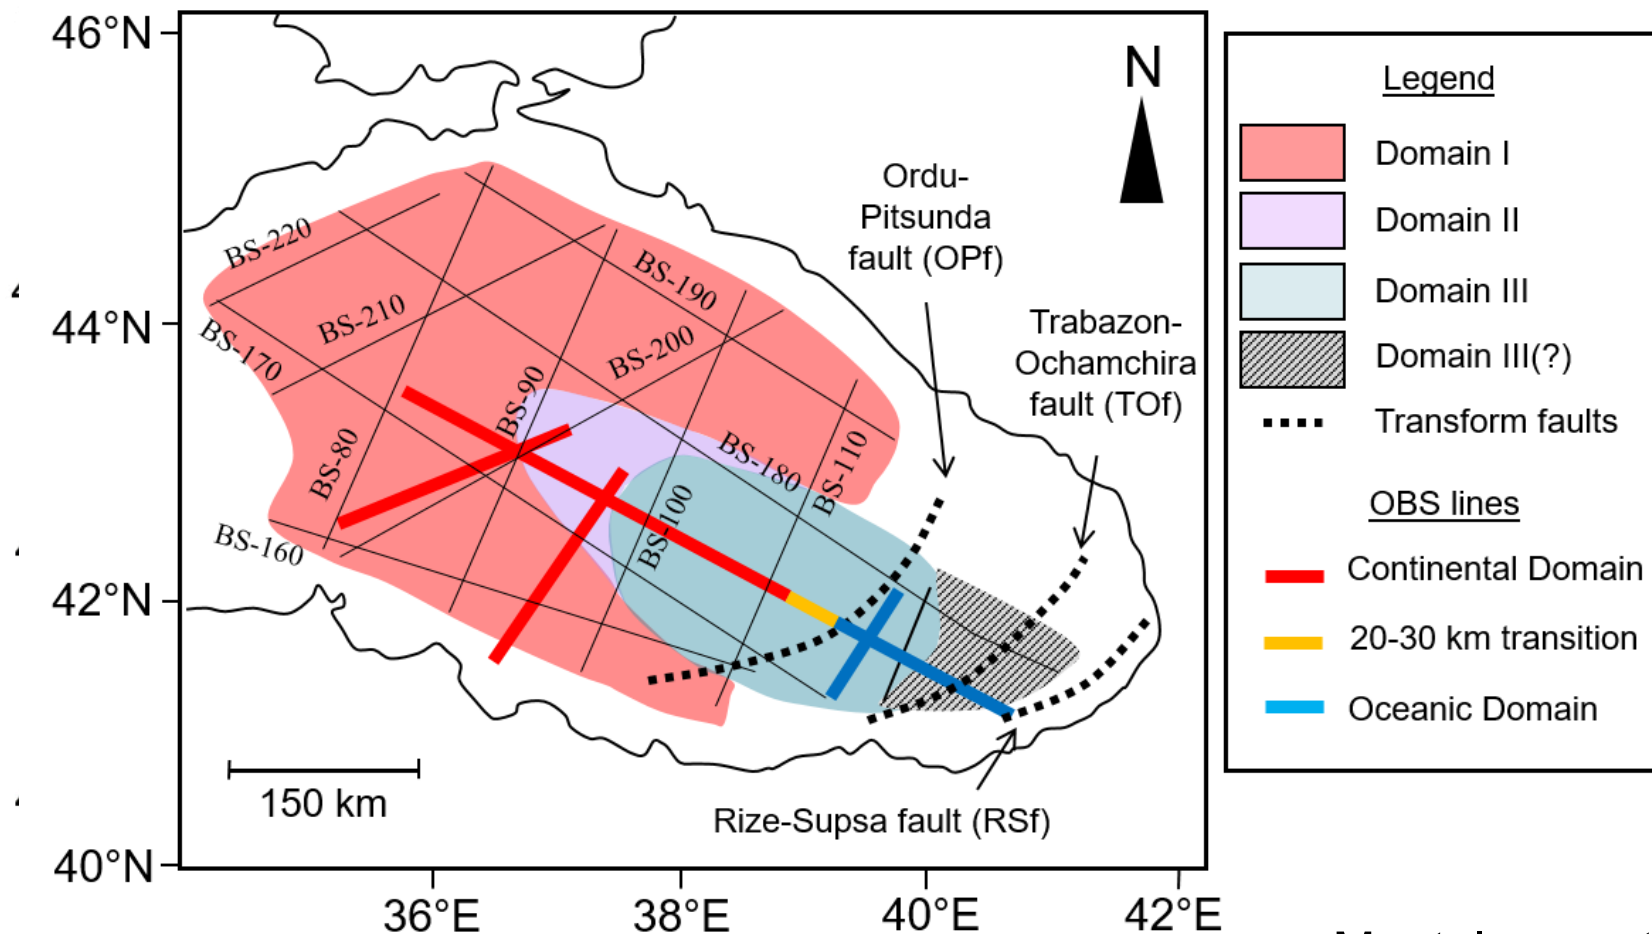 46°N
44°N
42°N
40°N
36°E
38°E
40°E
42°E
N
Ordu-
Pitsunda
fault (OPf)
Trabazon-
Ochamchira
fault (TOf)
Rize-Supsa fault (RSf)
150 km
BS-220
BS-210
BS-170
BS-190
BS-200
BS-90
BS-80
BS-180
BS-110
BS-100
BS-160
Legend
Domain I
Domain II
Domain III
Domain III(?)
Transform faults
OBS lines
Continental Domain
20-30 km transition
Oceanic Domain